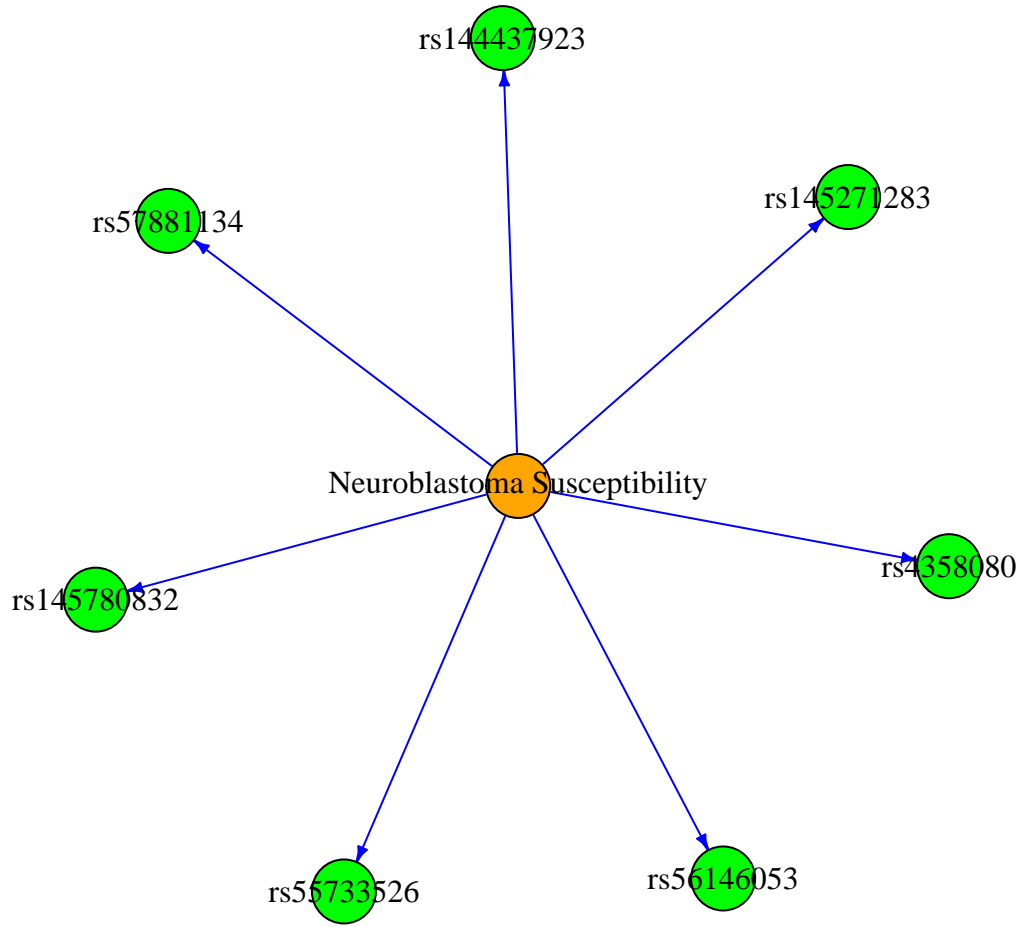 rs144437923
rs145271283
rs57881134
Neuroblastoma Susceptibility
rs4358080
rs145780832
rs56146053
rs55733526